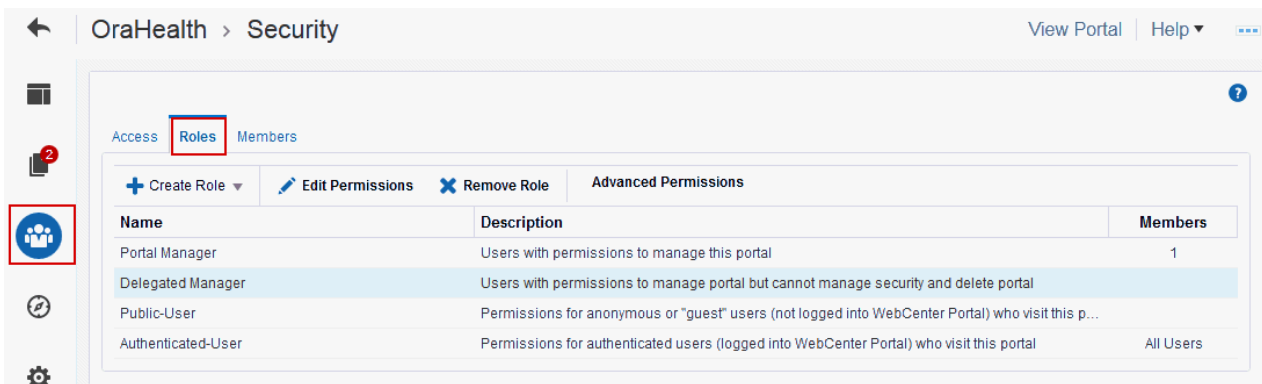 OraHealth > Security
View Portal
Help
2
Access
Roles
Members
Create Role
Edit Permissions
Remove Role
Advanced Permissions
Name
Description
Members
Portal Manager
Users with permissions to manage this portal
1
Delegated Manager
Users with permissions to manage portal but cannot manage security and delete portal
Public-User
Permissions for anonymous or "guest" users (not logged into WebCenter Portal) who visit this p...
Authenticated-User
Permissions for authenticated users (logged into WebCenter Portal) who visit this portal
All Users